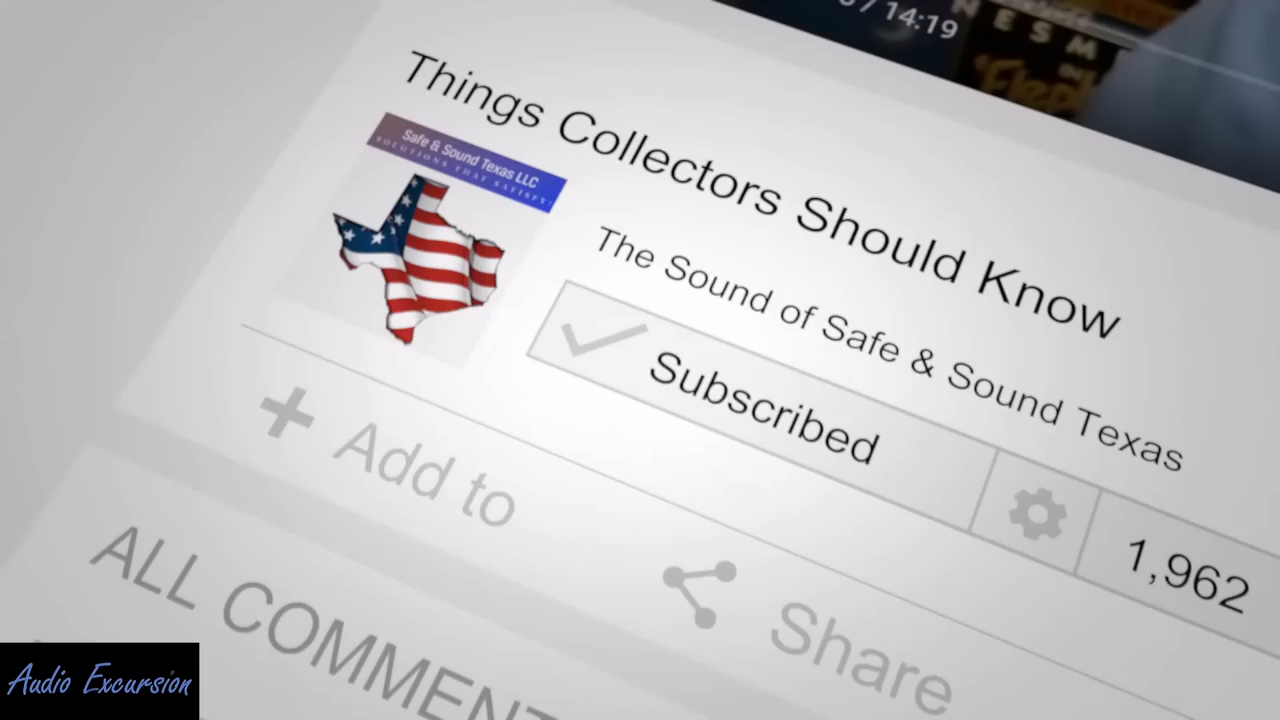 / 14:19
N E S M
Things Collectors Should Know
Safe & Sound Texas LLC
SOLUTIONS THAT SATISFY!
The Sound of Safe & Sound Texas
Subscribed
1,962
Add to
Share
ALL COMMENT
Audio Excursion